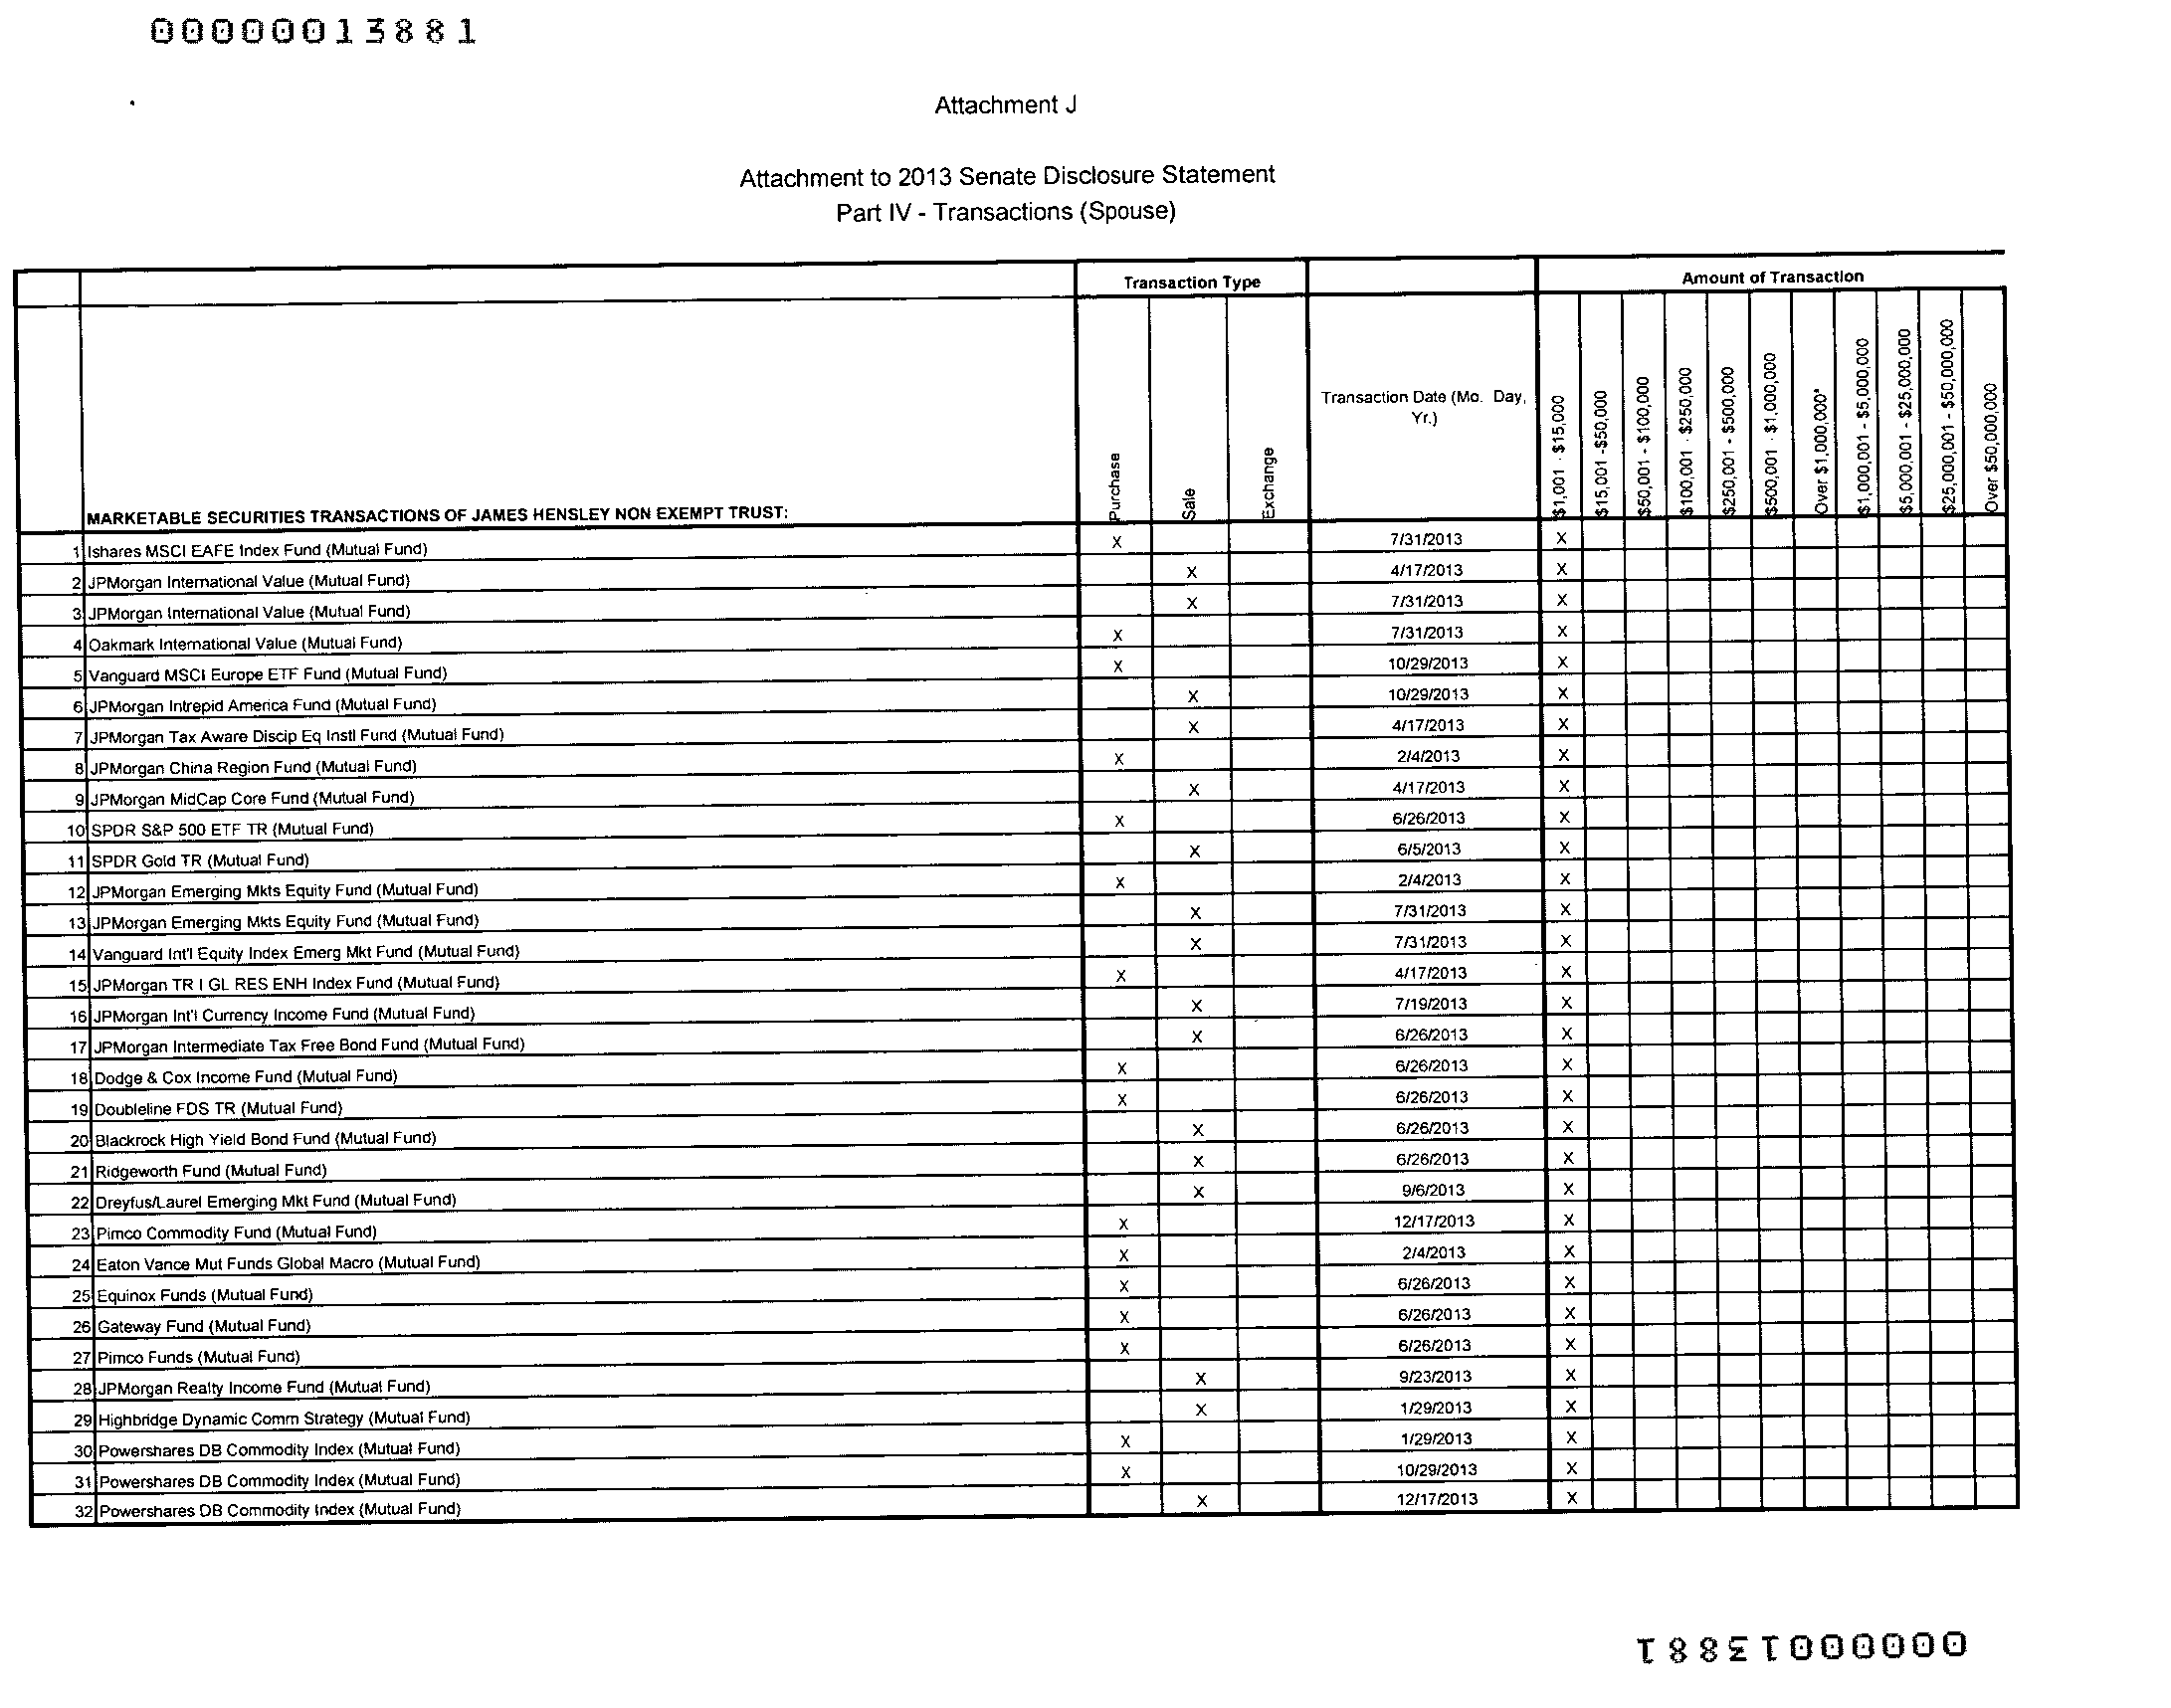 00000013881
Attachment J
Attachment to 2013 Senate Disclosure Statement
Part IV - Transactions (Spouse)
Transaction Type Amount of Transaction
MARKETABLE SECURITIES TRANSACTIONS OF JAMES HENSLEY NON EXEMPT TRUST: Purchase Sale Exchange Transaction Date (Mo. Day, Yr.) $1,001 - $15,000 $15,001 -$50,000 $50,001 - $100,000 $100,001 - $250,000 $250,001 - $500,000 $500,001 - $1,000,000 Over $1,000,000* $1,000,001 - $5,000,000 $5,000,001 - $25,000,000 $25,000,001 - $50,000,000 Over $50,000,000
1 Ishares MSCI EAFE Index Fund (Mutual Fund) X 7/31/2013 X
2 JPMorgan International Value (Mutual Fund) X 4/17/2013 X
3 JPMorgan International Value (Mutual Fund) X 7/31/2013 X
4 Oakmark International Value (Mutual Fund) X 7/31/2013 X
5 Vanguard MSCI Europe ETF Fund (Mutual Fund) X 10/29/2013 X
6 JPMorgan Intrepid America Fund (Mutual Fund) X 10/29/2013 X
7 JPMorgan Tax Aware Discip Eq Instl Fund (Mutual Fund) X 4/17/2013 X
8 JPMorgan China Region Fund (Mutual Fund) X 2/4/2013 X
9 JPMorgan MidCap Core Fund (Mutual Fund) X 4/17/2013 X
10 SPDR S&P 500 ETF TR (Mutual Fund) X 6/26/2013 X
11 SPDR Gold TR (Mutual Fund) X 6/5/2013 X
12 JPMorgan Emerging Mkts Equity Fund (Mutual Fund) X 2/4/2013 X
13 JPMorgan Emerging Mkts Equity Fund (Mutual Fund) X 7/31/2013 X
14 Vanguard Int'l Equity Index Emerg Mkt Fund (Mutual Fund) X 7/31/2013 X
15 JPMorgan TR I GL RES ENH Index Fund (Mutual Fund) X 4/17/2013 X
16 JPMorgan Int'l Currency Income Fund (Mutual Fund) X 7/19/2013 X
17 JPMorgan Intermediate Tax Free Bond Fund (Mutual Fund) X 6/26/2013 X
18 Dodge & Cox Income Fund (Mutual Fund) X 6/26/2013 X
19 Doubleline FDS TR (Mutual Fund) X 6/26/2013 X
20 Blackrock High Yield Bond Fund (Mutual Fund) X 6/26/2013 X
21 Ridgeworth Fund (Mutual Fund) X 6/26/2013 X
22 Dreyfus/Laurel Emerging Mkt Fund (Mutual Fund) X 9/6/2013 X
23 Pimco Commodity Fund (Mutual Fund) X 12/17/2013 X
24 Eaton Vance Mut Funds Global Macro (Mutual Fund) X 2/4/2013 X
25 Equinox Funds (Mutual Fund) X 6/26/2013 X
26 Gateway Fund (Mutual Fund) X 6/26/2013 X
27 Pimco Funds (Mutual Fund) X 6/26/2013 X
28 JPMorgan Realty Income Fund (Mutual Fund) X 9/23/2013 X
29 Highbridge Dynamic Comm Strategy (Mutual Fund) X 1/29/2013 X
30 Powershares DB Commodity Index (Mutual Fund) X 1/29/2013 X
31 Powershares DB Commodity Index (Mutual Fund) X 10/29/2013 X
32 Powershares DB Commodity Index (Mutual Fund) X 12/17/2013 X
00000013881